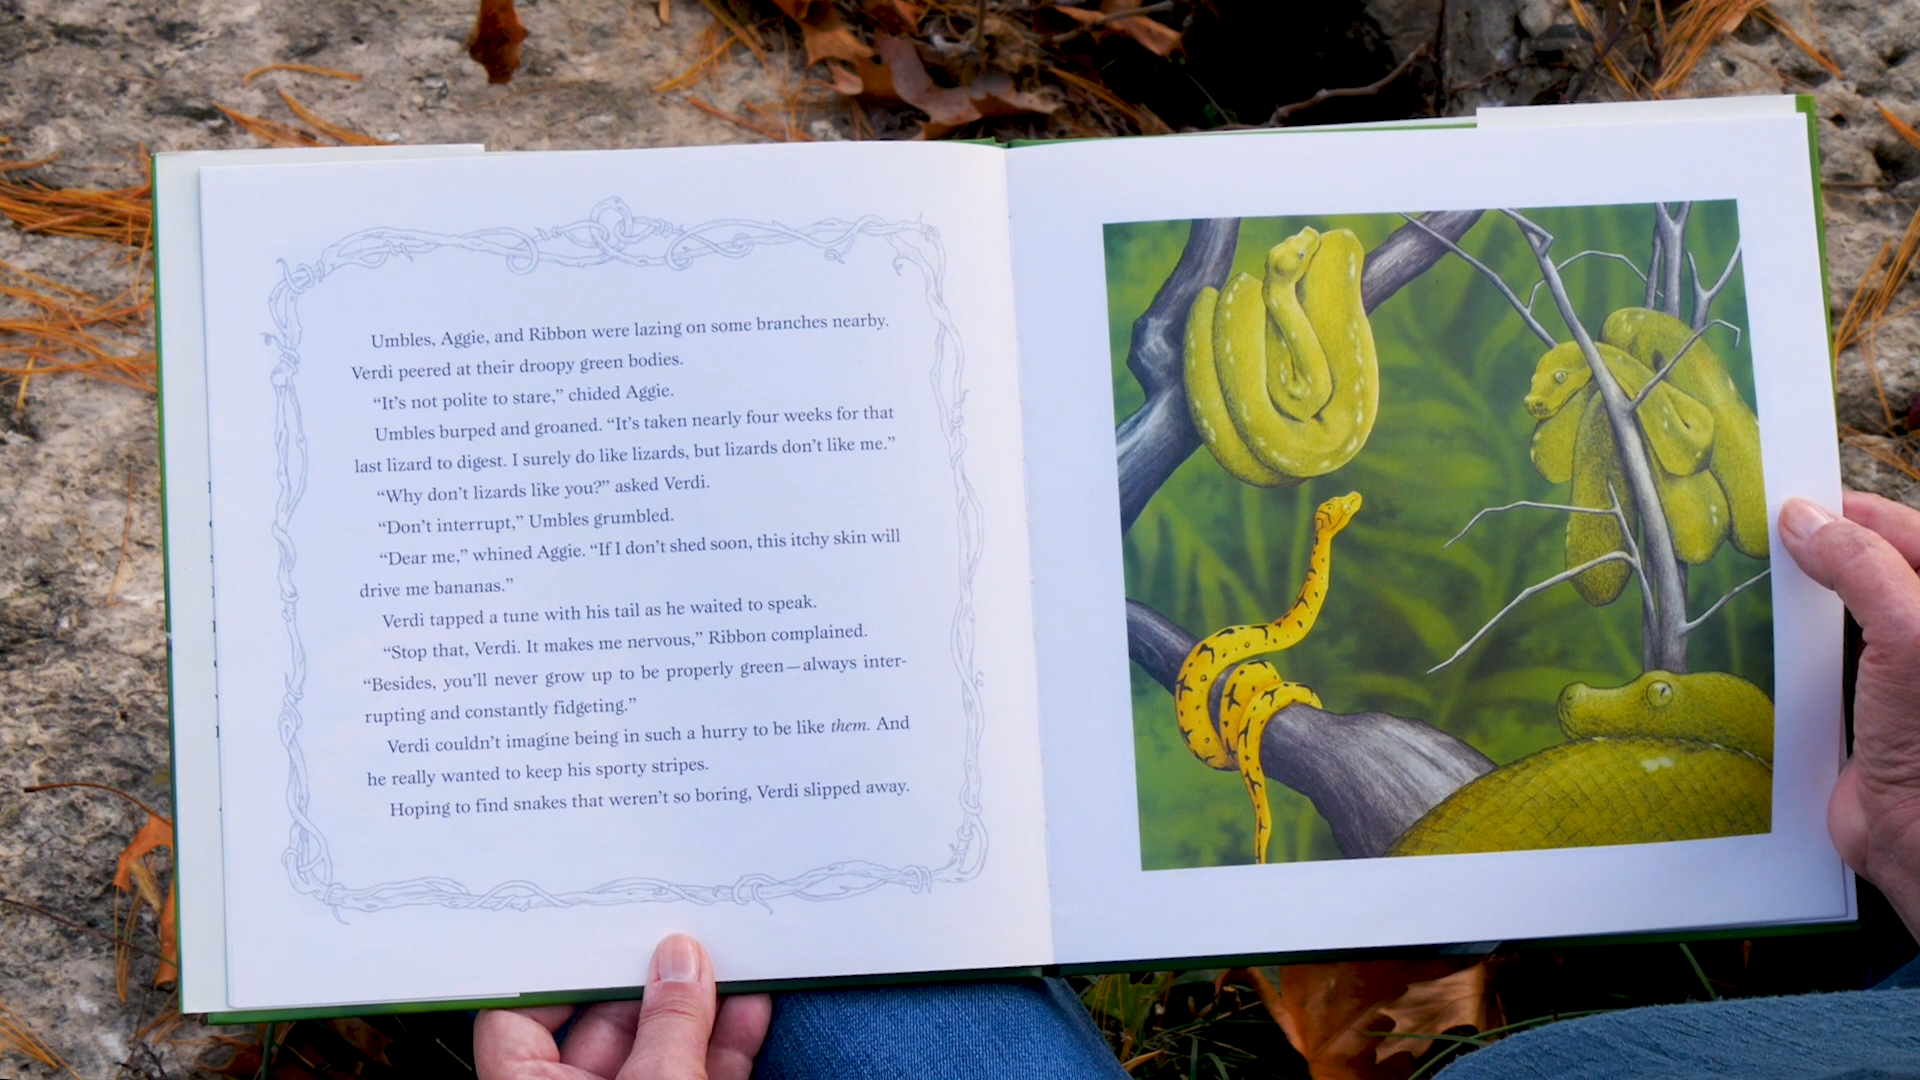 Umbles, Aggie, and Ribbon were lazing on some branches nearby.
Verdi peered at their droopy green bodies.
“It’s not polite to stare,” chided Aggie.
Umbles burped and groaned. “It’s taken nearly four weeks for that
last lizard to digest. I surely do like lizards, but lizards don’t like me.”
“Why don’t lizards like you?” asked Verdi.
“Don’t interrupt,” Umbles grumbled.
“Dear me,” whined Aggie. “If I don’t shed soon, this itchy skin will
drive me bananas.”
Verdi tapped a tune with his tail as he waited to speak.
“Stop that, Verdi. It makes me nervous,” Ribbon complained.
“Besides, you’ll never grow up to be properly green—always inter-
rupting and constantly fidgeting.”
Verdi couldn’t imagine being in such a hurry to be like them. And
he really wanted to keep his sporty stripes.
Hoping to find snakes that weren’t so boring, Verdi slipped away.